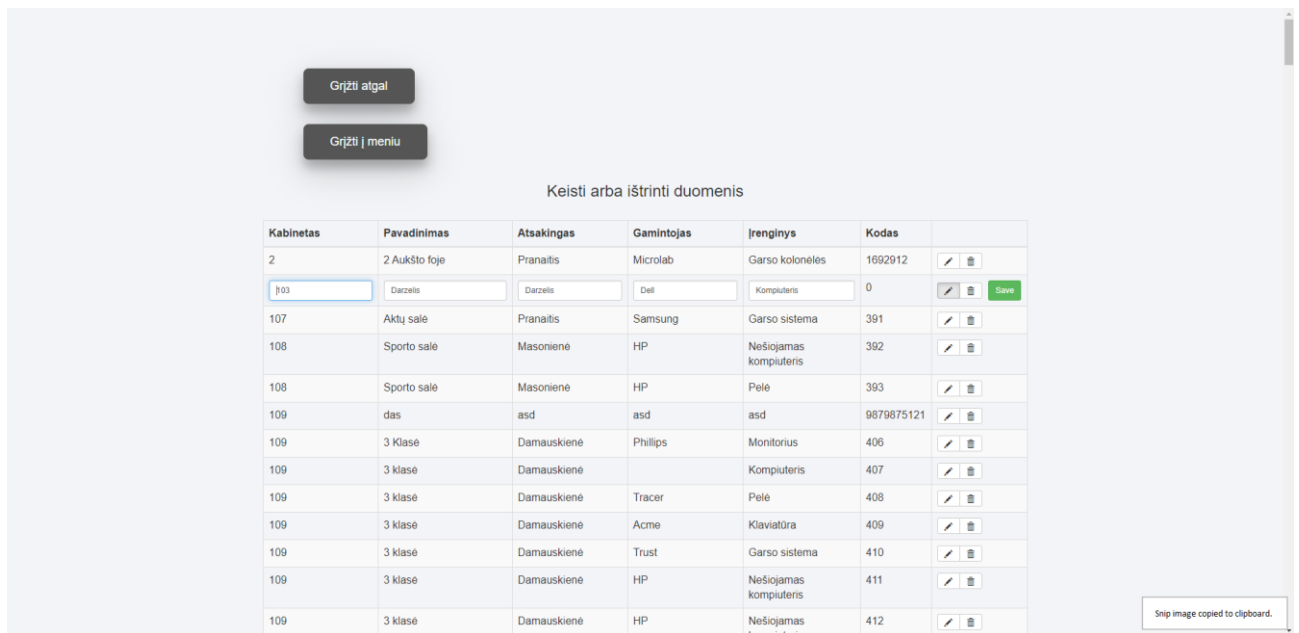 Grįžti atgal
Grįžti į meniu
Keisti arba ištrinti duomenis
Kabinetas Pavadinimas Atsakingas Gamintojas Įrenginys Kodas
2 2 Aukšto foje Pranaitis Microlab Garso kolonėlės 1692912
103 Darzelis Darzelis Dell Kompiuteris 0 Save
107 Aktų salė Pranaitis Samsung Garso sistema 391
108 Sporto salė Masonienė HP Nešiojamas kompiuteris 392
108 Sporto salė Masonienė HP Pelė 393
109 das asd asd asd 9879875121
109 3 Klasė Damauskienė Phillips Monitorius 406
109 3 klasė Damauskienė Kompiuteris 407
109 3 klasė Damauskienė Tracer Pelė 408
109 3 klasė Damauskienė Acme Klaviatūra 409
109 3 klasė Damauskienė Trust Garso sistema 410
109 3 klasė Damauskienė HP Nešiojamas kompiuteris 411
109 3 klasė Damauskienė HP Nešiojamas 412
Snip image copied to clipboard.